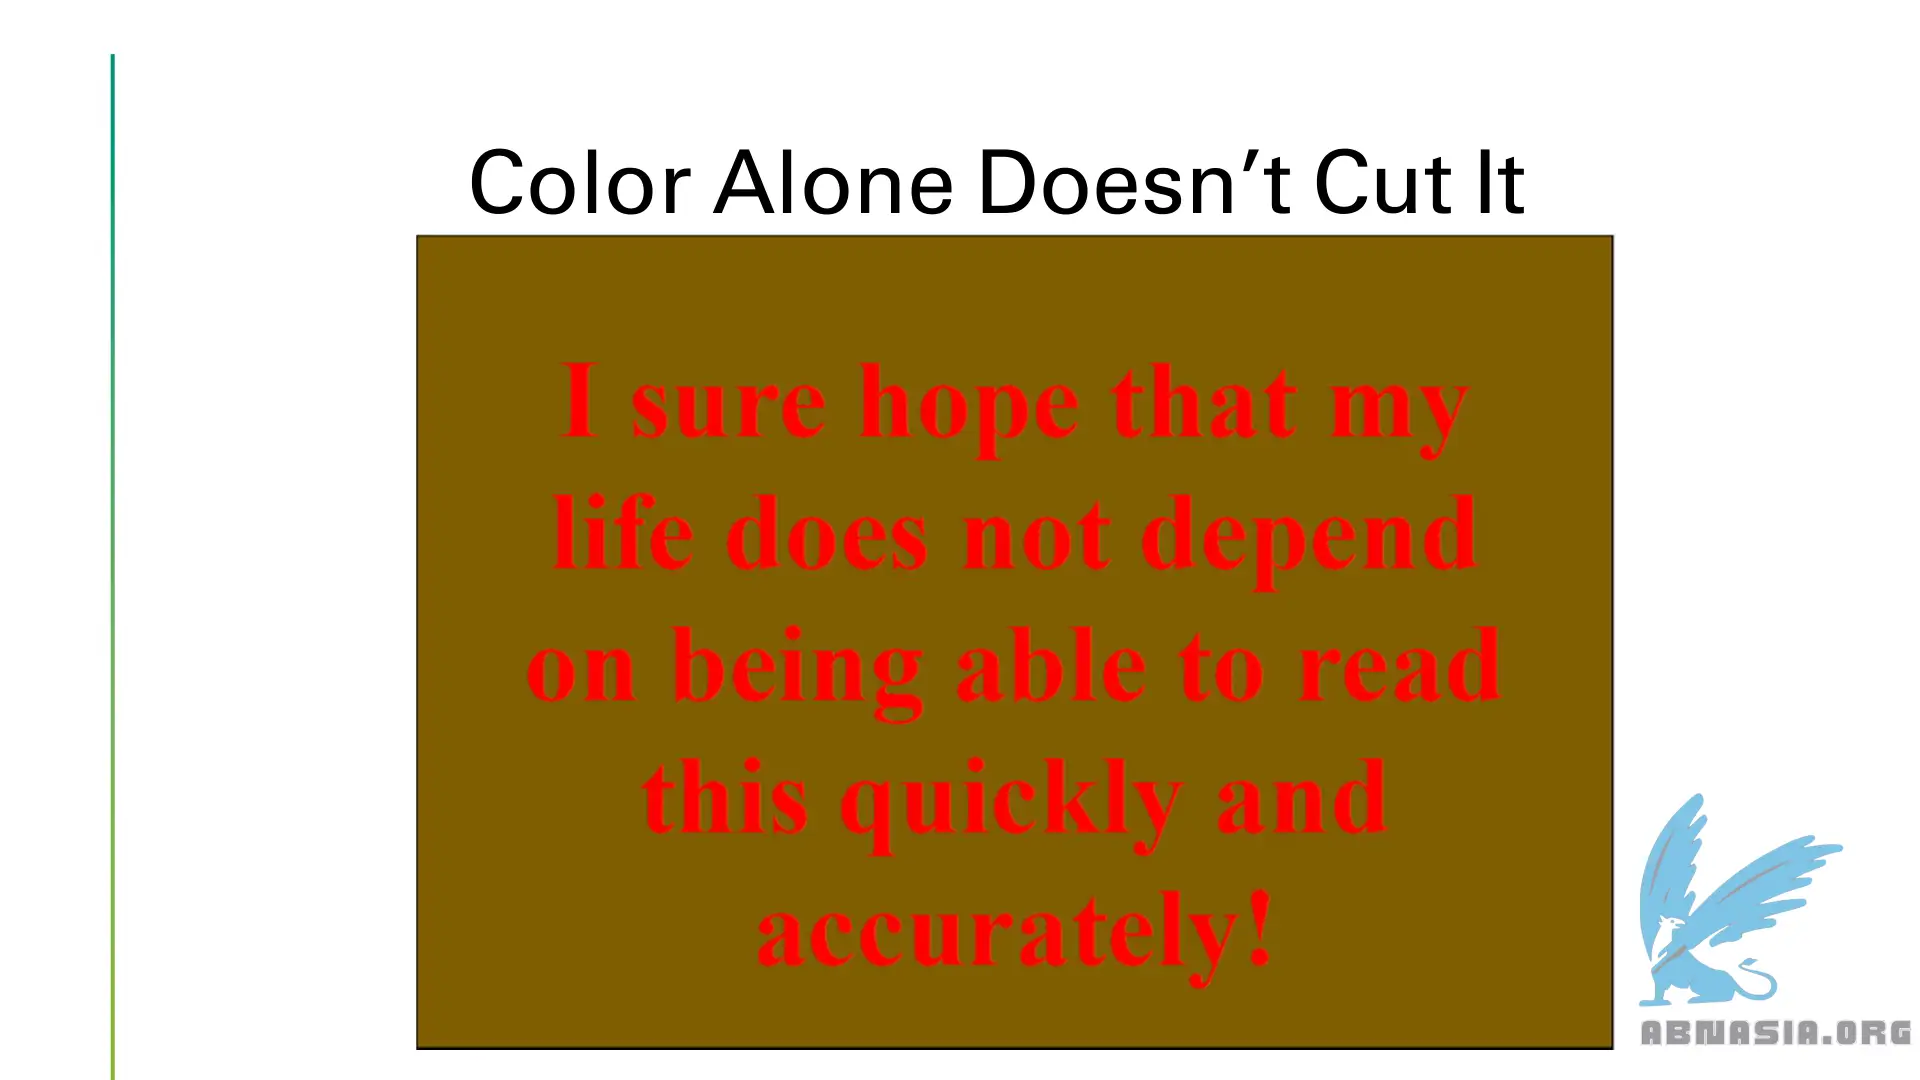 Color Alone Doesn’t Cut It
I sure hope that my
life does not depend
on being able to read
this quickly and
accurately!
ABNASIA.ORG